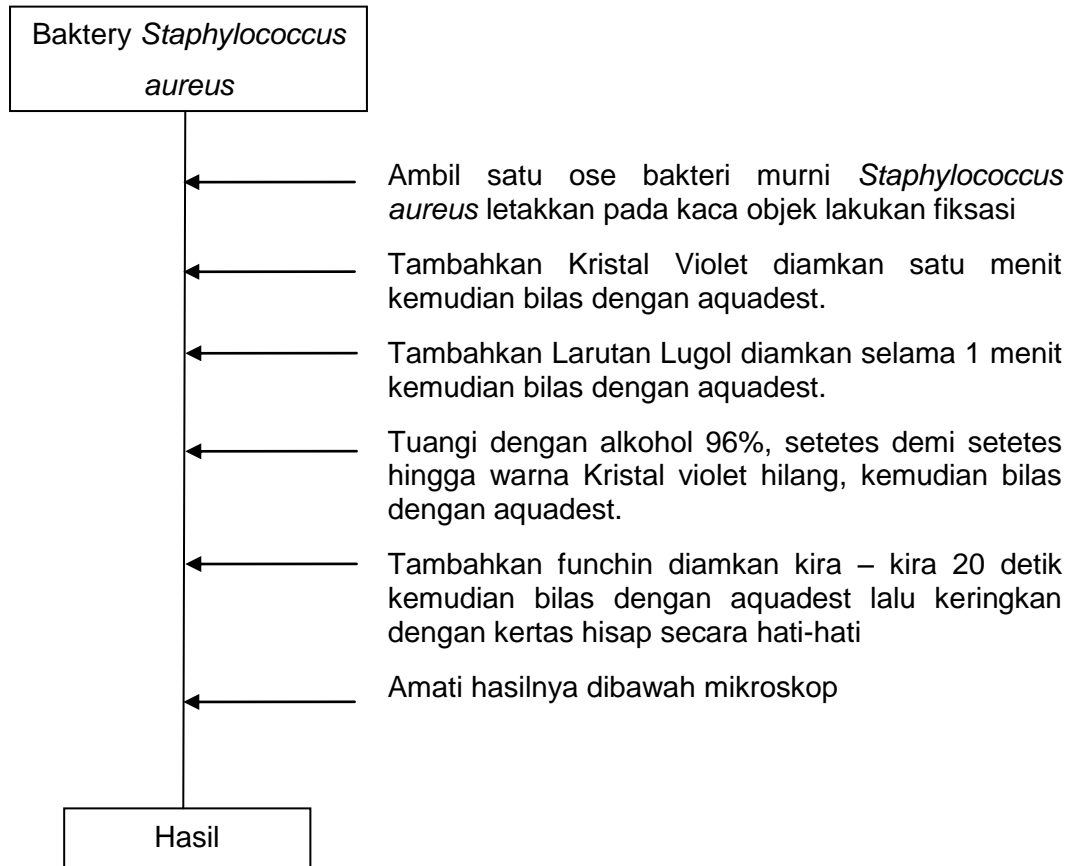 Baktery Staphylococcus
aureus
Ambil satu ose bakteri murni Staphylococcus
aureus letakkan pada kaca objek lakukan fiksasi
Tambahkan Kristal Violet diamkan satu menit
kemudian bilas dengan aquadest.
Tambahkan Larutan Lugol diamkan selama 1 menit
kemudian bilas dengan aquadest.
Tuangi dengan alkohol 96%, setetes demi setetes
hingga warna Kristal violet hilang, kemudian bilas
dengan aquadest.
Tambahkan funchin diamkan kira – kira 20 detik
kemudian bilas dengan aquadest lalu keringkan
dengan kertas hisap secara hati-hati
Amati hasilnya dibawah mikroskop
Hasil